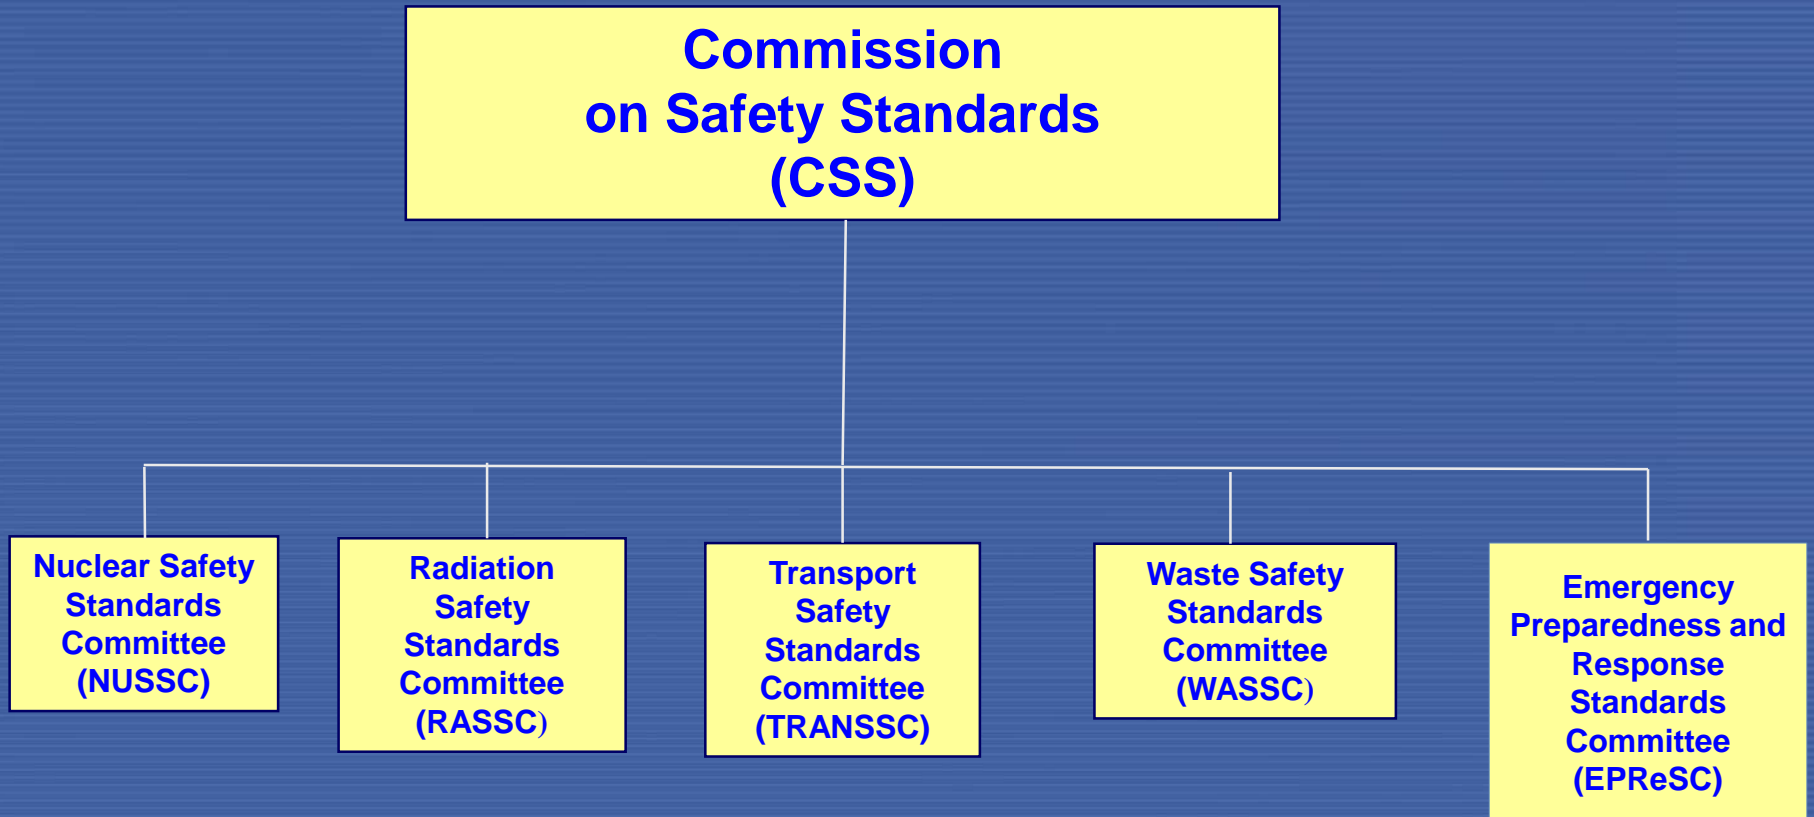 Commission
on Safety Standards
(CSS)
Nuclear Safety
Standards
Committee
(NUSSC)
Radiation
Safety
Standards
Committee
(RASSC)
Transport
Safety
Standards
Committee
(TRANSSC)
Waste Safety
Standards
Committee
(WASSC)
Emergency
Preparedness and
Response
Standards
Committee
(EPReSC)